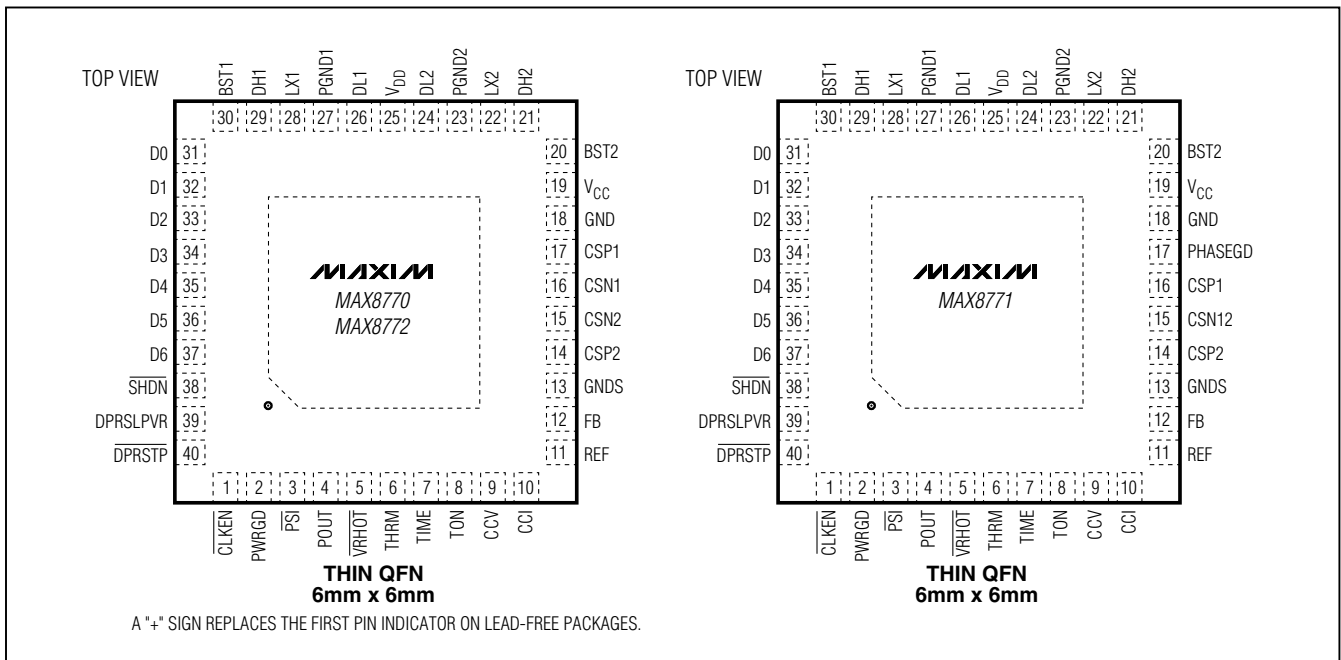 TOP VIEW
BST1 DH1 LX1 PGND1 DL1 VDD DL2 PGND2 LX2 DH2
30 29 28 27 26 25 24 23 22 21
D0 31
D1 32
D2 33
D3 34
D4 35
D5 36
D6 37
SHDN 38
DPRSLPVR 39
DPRSTP 40
MAXIM
MAX8770
MAX8772
20 BST2
19 VCC
18 GND
17 CSP1
16 CSN1
15 CSN2
14 CSP2
13 GNDS
12 FB
11 REF
1 2 3 4 5 6 7 8 9 10
CLKEN PWRGD PSI POUT VRHOT THRM TIME TON CCV CCI
THIN QFN
6mm x 6mm
TOP VIEW
BST1 DH1 LX1 PGND1 DL1 VDD DL2 PGND2 LX2 DH2
30 29 28 27 26 25 24 23 22 21
D0 31
D1 32
D2 33
D3 34
D4 35
D5 36
D6 37
SHDN 38
DPRSLPVR 39
DPRSTP 40
MAXIM
MAX8771
20 BST2
19 VCC
18 GND
17 PHASEGD
16 CSP1
15 CSN12
14 CSP2
13 GNDS
12 FB
11 REF
1 2 3 4 5 6 7 8 9 10
CLKEN PWRGD PSI POUT VRHOT THRM TIME TON CCV CCI
THIN QFN
6mm x 6mm
A "+" SIGN REPLACES THE FIRST PIN INDICATOR ON LEAD-FREE PACKAGES.